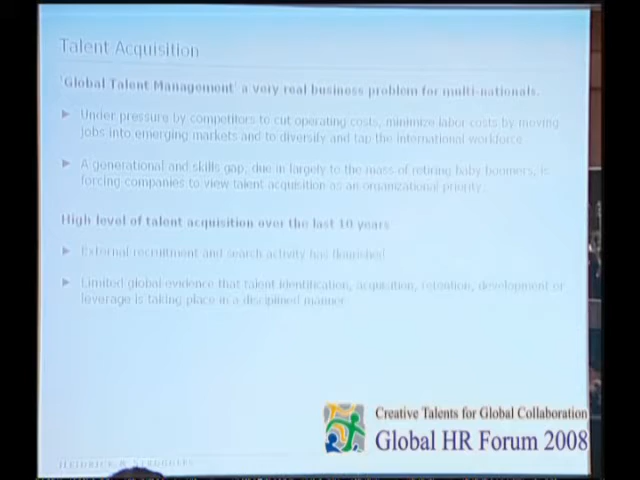 Talent Acquisition
'Global Talent Management' a very real business problem for multi-nationals.
Under pressure by competitors to cut operating costs, minimize labor costs by moving
jobs into emerging markets and to diversify and tap the international workforce
A generational and skills gap, due in largely to the mass of retiring baby boomers, is
forcing companies to view talent acquisition as an organizational priority.
High level of talent acquisition over the last 10 years
External recruitment and search activity has flourished
Limited global evidence that talent identification, acquisition, retention, development or
leverage is taking place in a disciplined manner
Creative Talents for Global Collaboration
Global HR Forum 2008
HEIDRICK & STRUGGLES